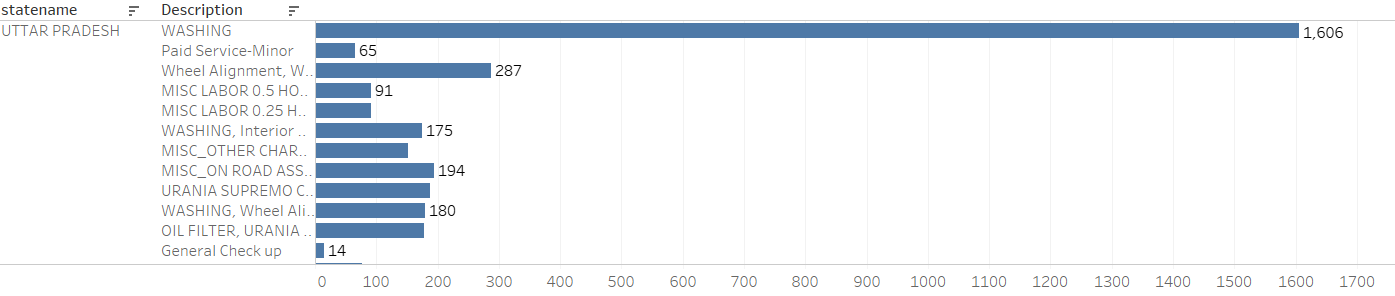 statename Description
UTTAR PRADESH WASHING 1,606
Paid Service-Minor 65
Wheel Alignment, W.. 287
MISC LABOR 0.5 HO.. 91
MISC LABOR 0.25 H..
WASHING, Interior .. 175
MISC_OTHER CHAR..
MISC_ON ROAD ASS.. 194
URANIA SUPREMO C..
WASHING, Wheel Ali.. 180
OIL FILTER, URANIA ..
General Check up 14
0 100 200 300 400 500 600 700 800 900 1000 1100 1200 1300 1400 1500 1600 1700